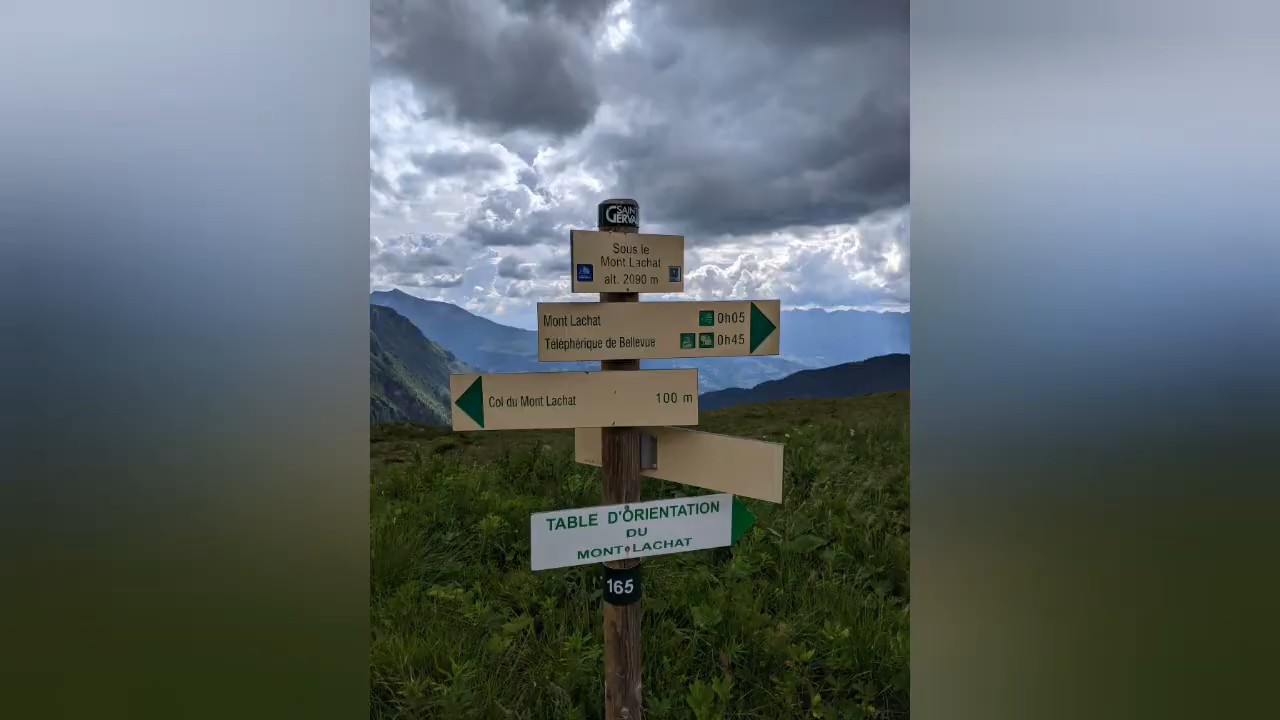 SAINT
GERVAIS
Sous le
Mont Lachat
alt. 2090 m
Mont Lachat 0h05
Téléphérique de Bellevue 0h45
Col du Mont Lachat 100 m
TABLE D'ORIENTATION
DU
MONT LACHAT
165